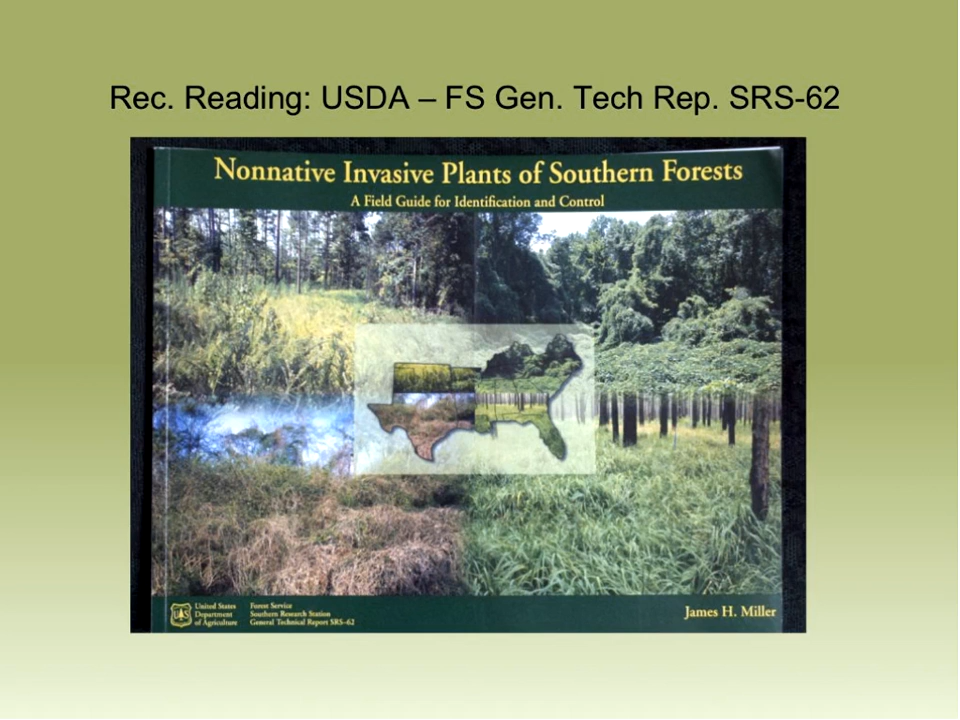 Rec. Reading: USDA – FS Gen. Tech Rep. SRS-62
Nonnative Invasive Plants of Southern Forests
A Field Guide for Identification and Control
United States
Department
of Agriculture
Forest Service
Southern Research Station
General Technical Report SRS-62
James H. Miller